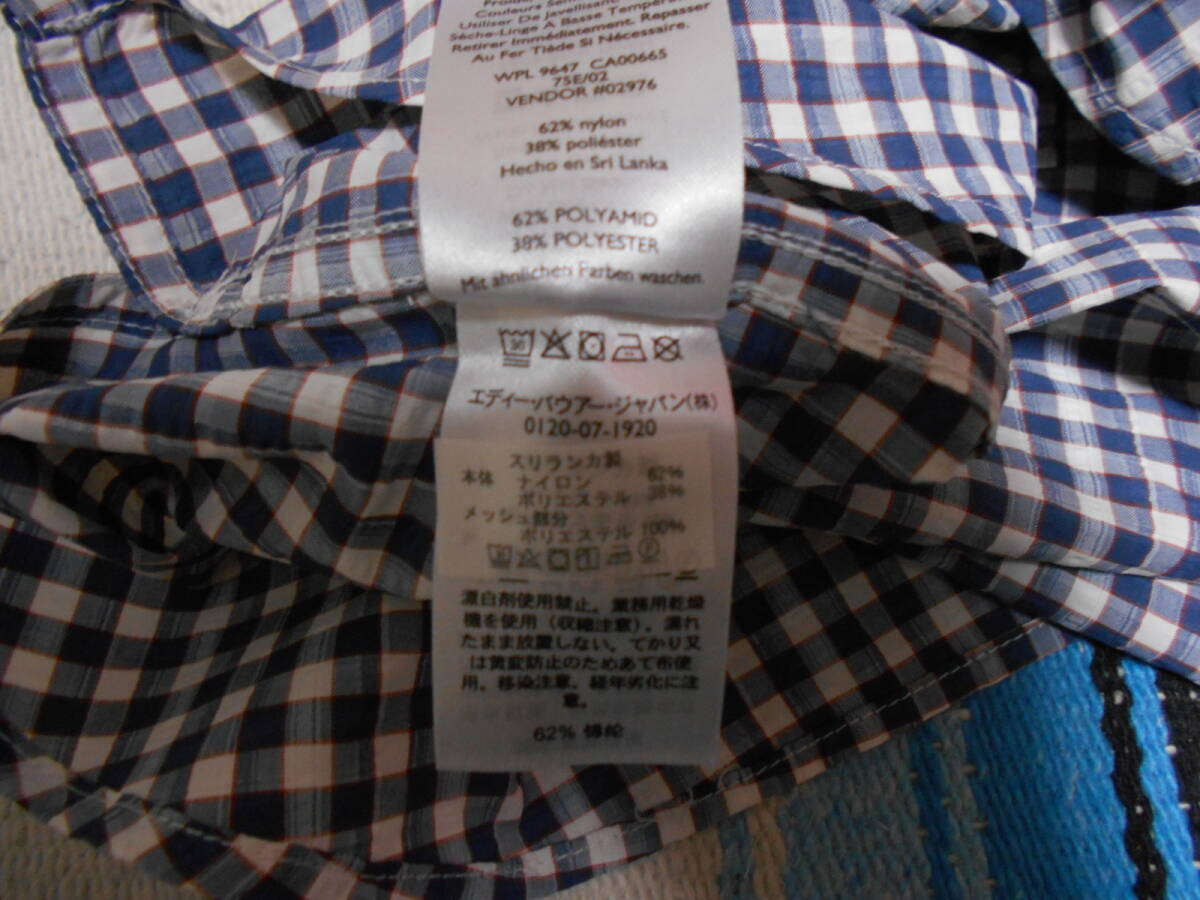 Froide.
Couleurs Sem
Utiliser De Javellisant.
Sèche-Linge À Basse Tempér
Retirer Immédiatement. Repasser
Au Fer Tiède Si Nécessaire.
WPL 9647 CA00665
75E/02
VENDOR #02976
62% nylon
38% poliéster
Hecho en Sri Lanka
62% POLYAMID
38% POLYESTER
Mit ähnlichen Farben waschen
エディー・バウアー・ジャパン(株)
0120-07-1920
スリランカ製
本体 ナイロン 62%
ポリエステル 38%
メッシュ部分
ポリエステル 100%
漂白剤使用禁止。業務用乾燥
機を使用(収縮注意)。濡れ
たまま放置しない。てかり又
は黄変防止のためあて布使
用。移染注意。経年劣化に注
意。
62% 錦綸